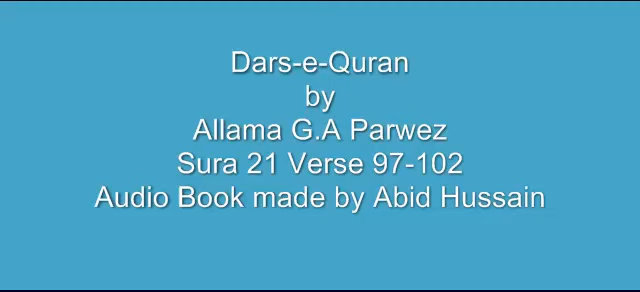 Dars-e-Quran
by
Allama G.A Parwez
Sura 21 Verse 97-102
Audio Book made by Abid Hussain